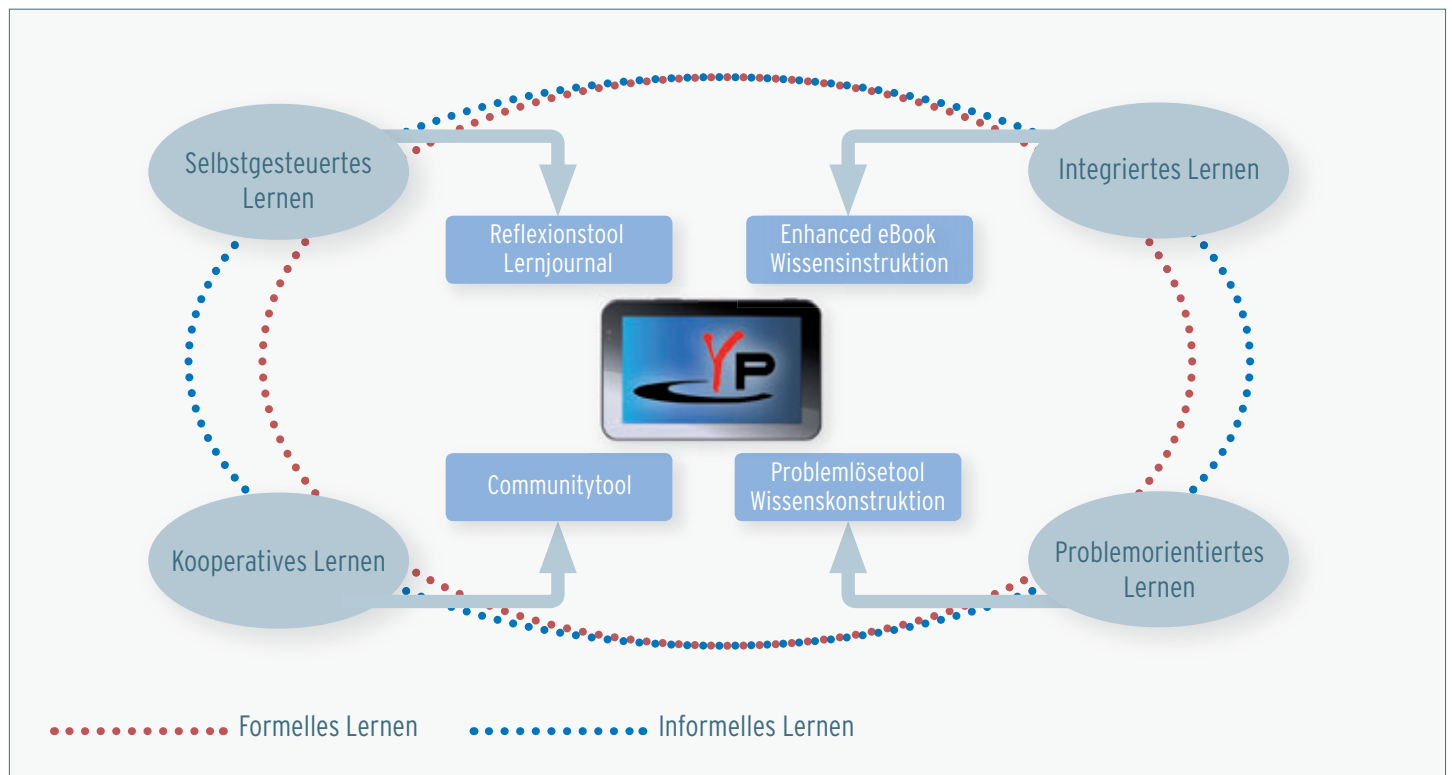 Selbstgesteuertes
Lernen
Integriertes Lernen
Reflexionstool
Lernjournal
Enhanced eBook
Wissensinstruktion
YP
Communitytool
Problemlösetool
Wissenskonstruktion
Kooperatives Lernen
Problemorientiertes
Lernen
Formelles Lernen
Informelles Lernen